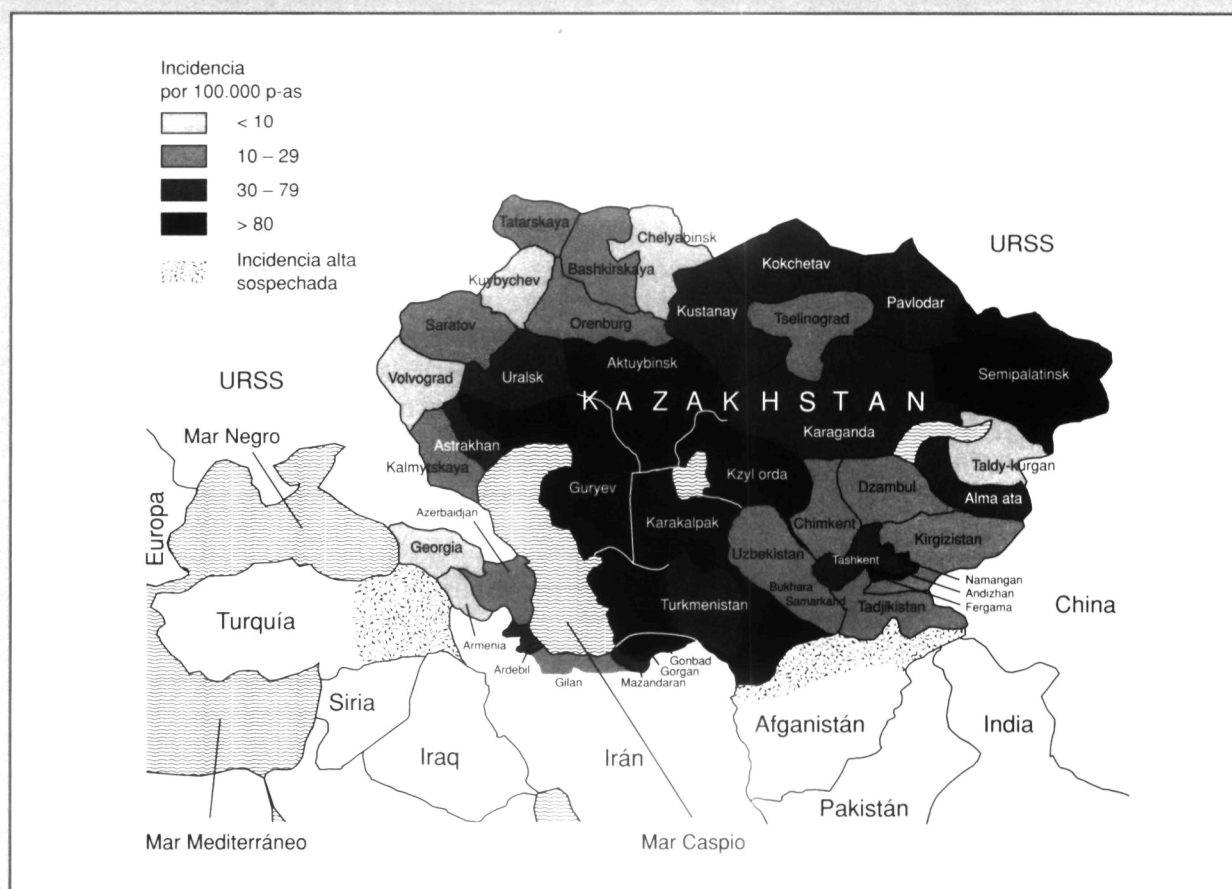 Incidencia
por 100.000 p-as
< 10
10 – 29
30 – 79
> 80
Incidencia alta
sospechada
Tatarskaya
Chelyabinsk
Kuybychev
Bashkirskaya
Kokchetav
URSS
Kustanay
Pavlodar
Saratov
Orenburg
Tselinograd
URSS
Volvograd
Uralsk
Aktuybinsk
Semipalatinsk
KAZAKHSTAN
Mar Negro
Astrakhan
Karaganda
Kalmytskaya
Taldy-kurgan
Guryev
Kzyl orda
Dzambul
Alma ata
Europa
Azerbaidjan
Karakalpak
Chimkent
Georgia
Uzbekistan
Kirgizistan
Tashkent
Namangan
Andizhan
Fergama
Bukhara
Samarkand
Tadjikistan
China
Turquía
Turkmenistan
Armenia
Ardebil
Gilan
Mazandaran
Gorgan
Gonbad
Siria
Afganistán
India
Iraq
Irán
Pakistán
Mar Mediterráneo
Mar Caspio